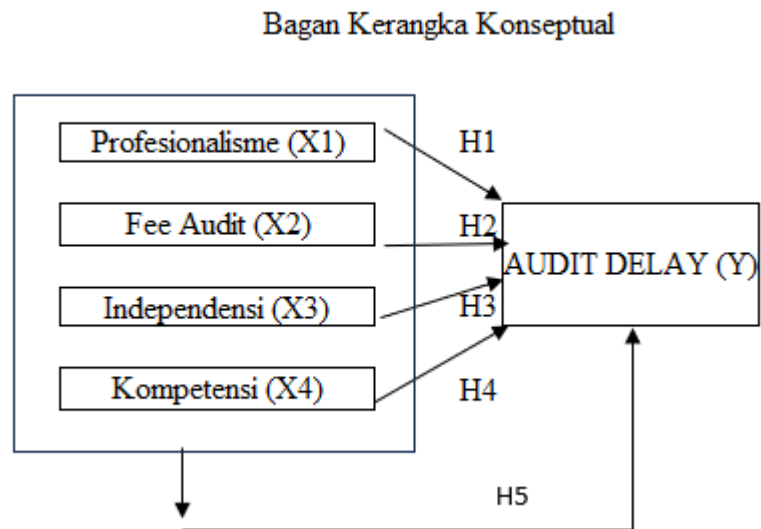 Bagan Kerangka Konseptual
Profesionalisme (X1)
H1
Fee Audit (X2)
H2
AUDIT DELAY (Y)
Independensi (X3)
H3
Kompetensi (X4)
H4
H5